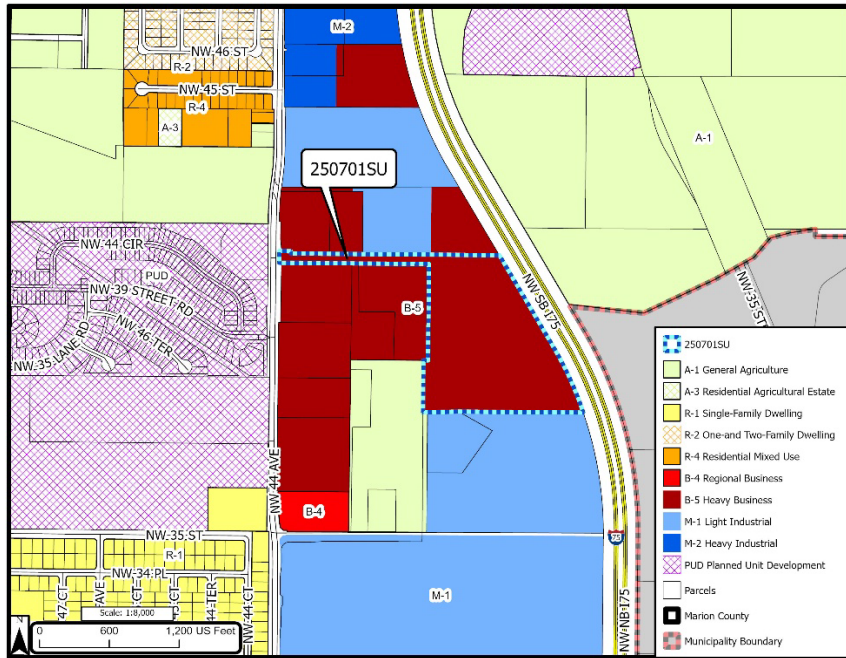 M-2
NW 46 ST
R-2
NW 45 ST
R-4
A-3
A-1
250701SU
NW 44 CIR
PUD
NW 39 STREET RD
NW 46 TER
NW 35 LANE RD
B-5
NW SB I75
NW 35 ST
NW 44 AVE
B-4
NW 35 ST
R-1
NW 34 PL
M-1
75
NW NB I75
47 CT
AVE
CT
CT
44 TER
NW 44 CT
Scale: 1:8,000
N
0 600 1,200 US Feet
250701SU
A-1 General Agriculture
A-3 Residential Agricultural Estate
R-1 Single-Family Dwelling
R-2 One-and Two-Family Dwelling
R-4 Residential Mixed Use
B-4 Regional Business
B-5 Heavy Business
M-1 Light Industrial
M-2 Heavy Industrial
PUD Planned Unit Development
Parcels
Marion County
Municipality Boundary